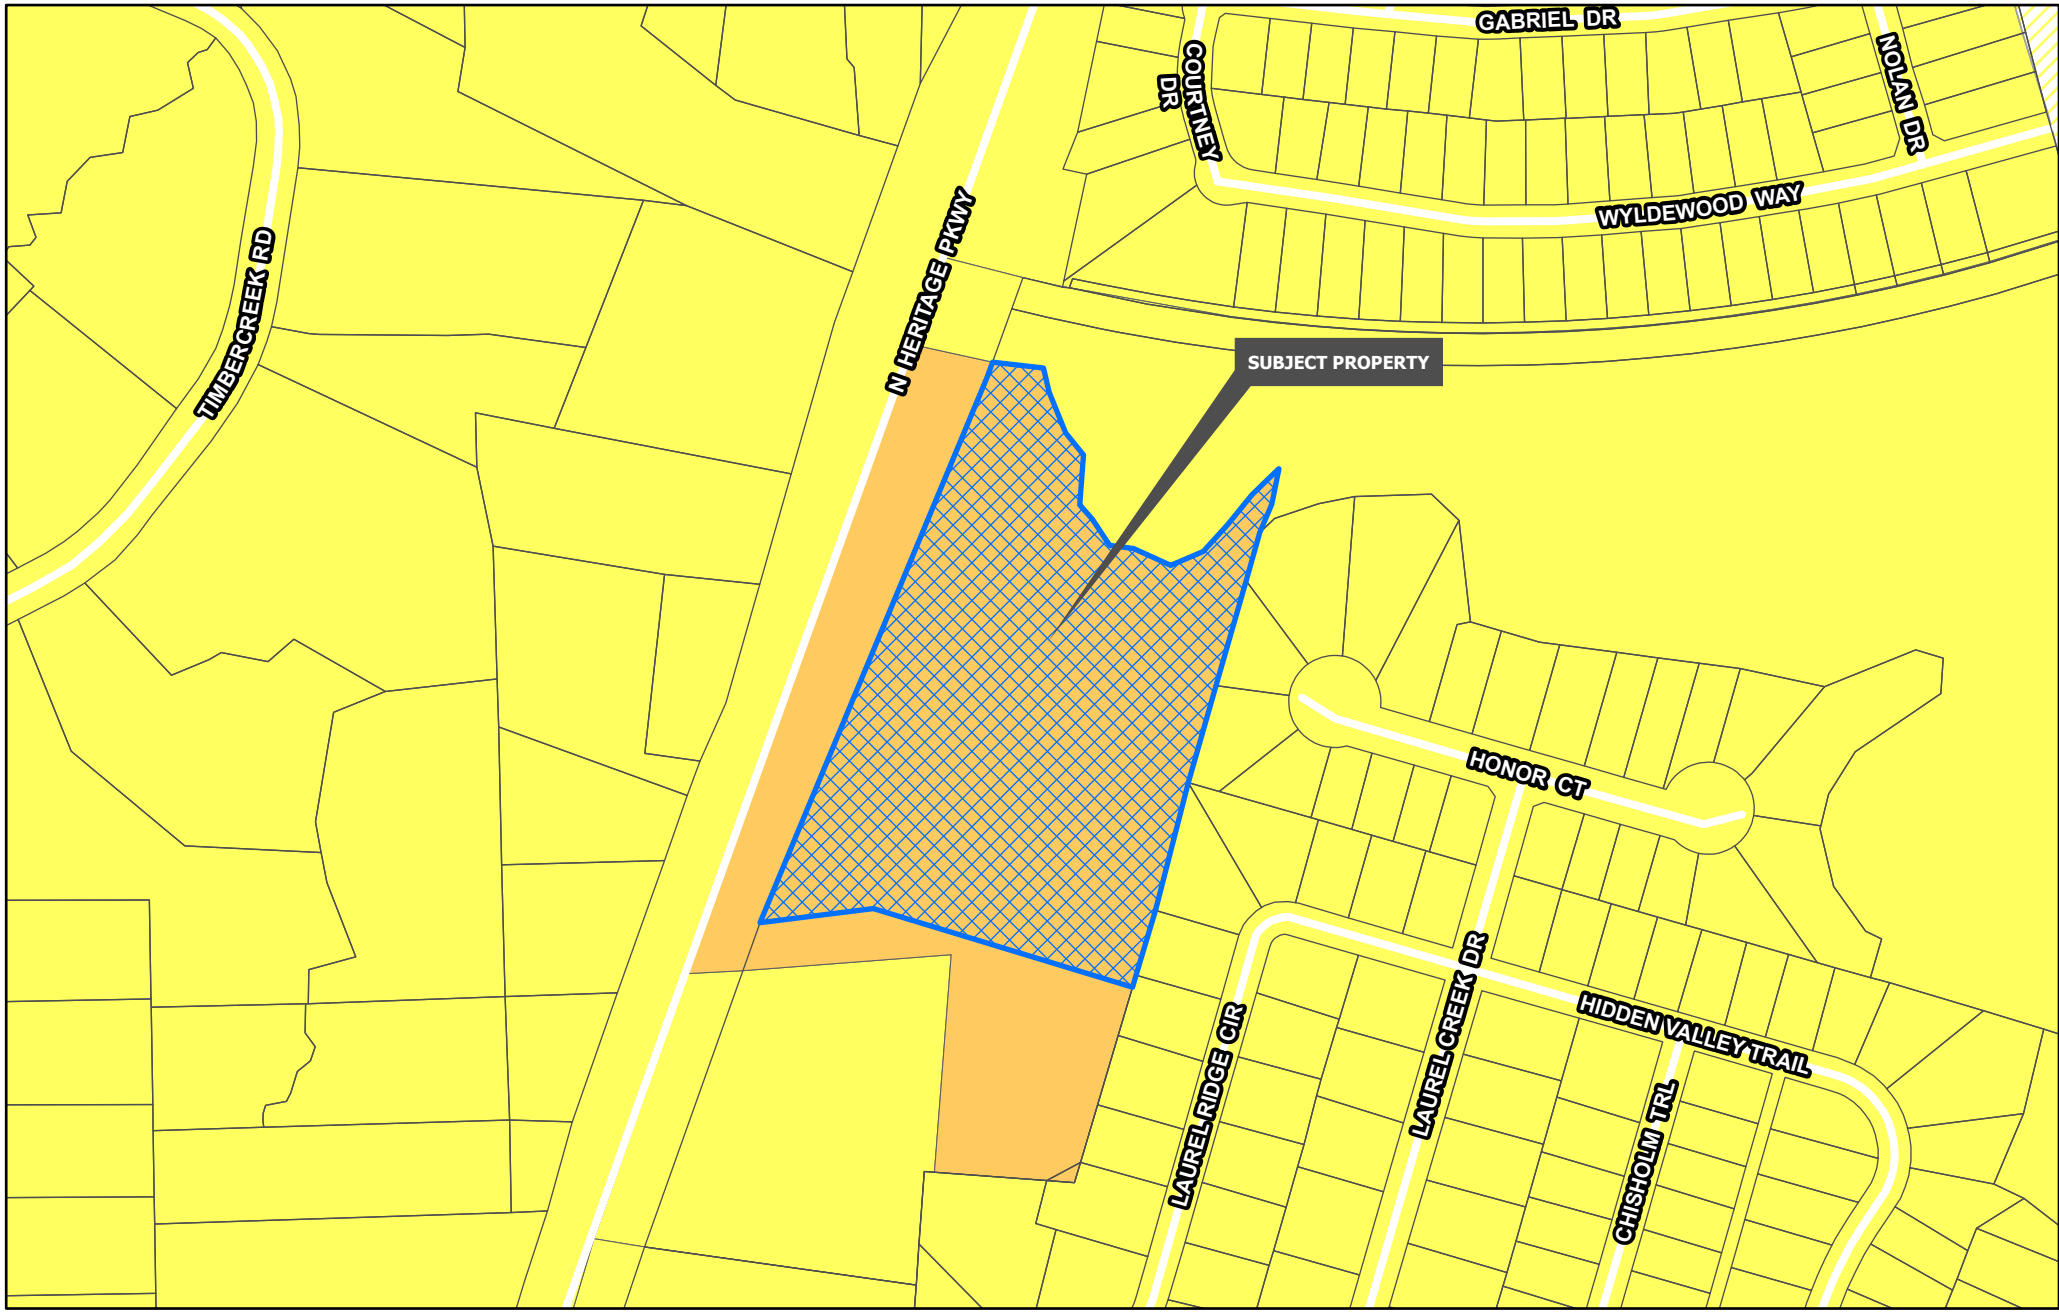 GABRIEL DR
COURTNEY
DR
NOLAN DR
WYLDEWOOD WAY
N HERITAGE PKWY
TIMBERCREEK RD
SUBJECT PROPERTY
HONOR CT
LAUREL CREEK DR
HIDDEN VALLEY TRAIL
LAUREL RIDGE CIR
CHISHOLM TRL